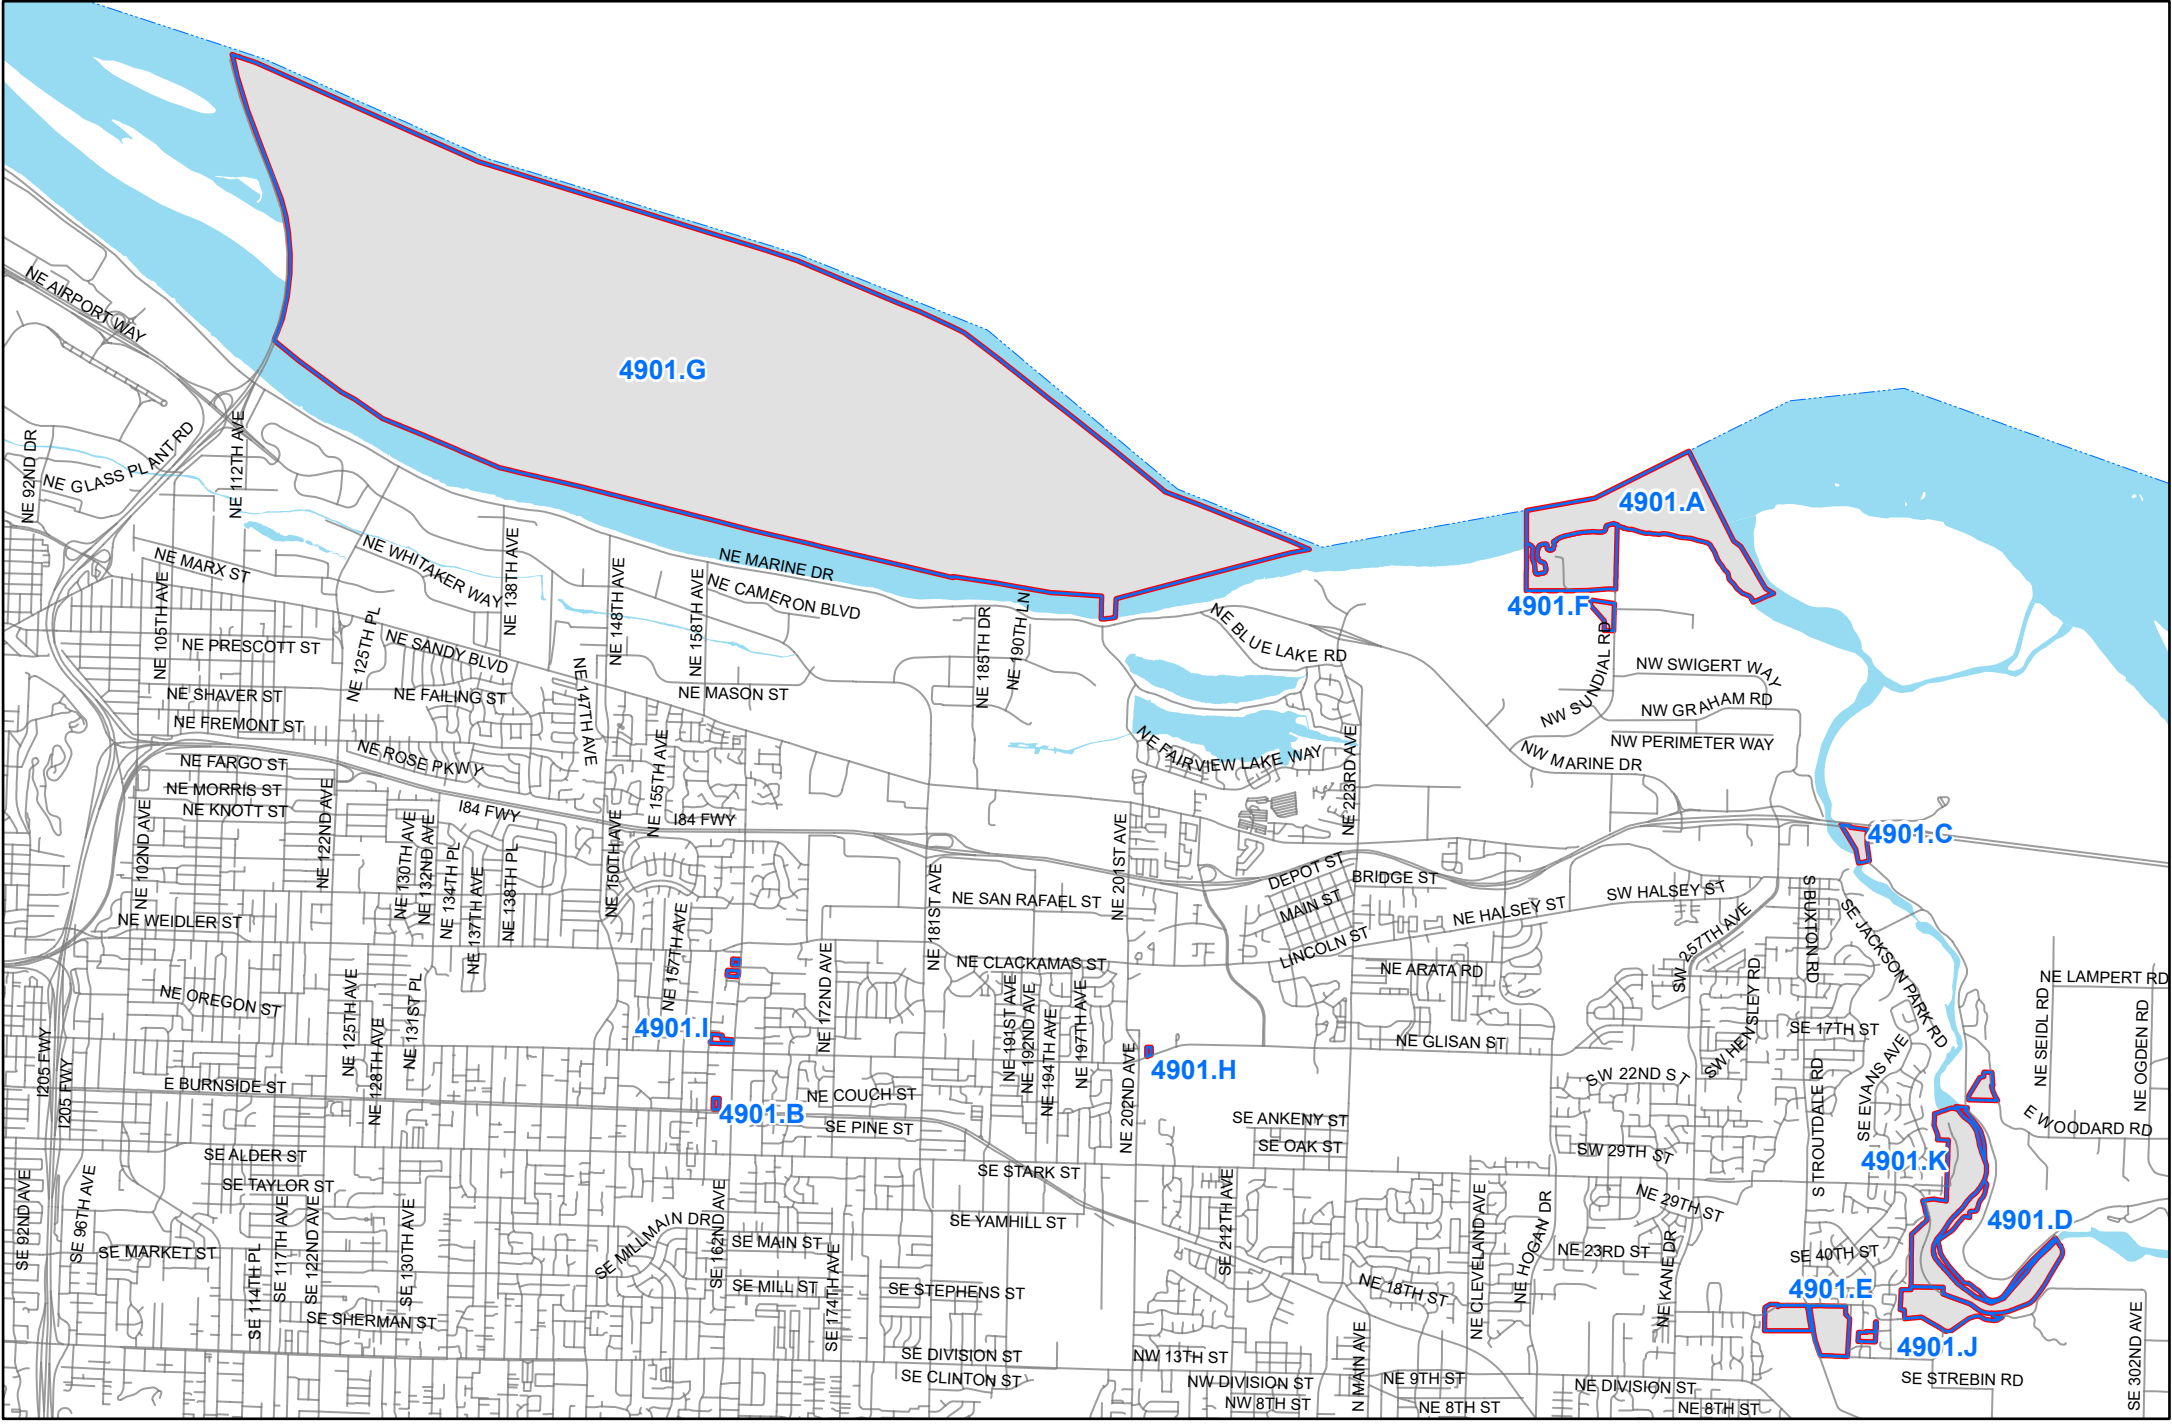 4901.G
4901.A
4901.F
4901.C
4901.I
4901.H
4901.B
4901.K
4901.D
4901.E
4901.J
NE AIRPORT WAY
NE 92ND DR
NE GLASS PLANT RD
NE 112TH AVE
NE MARX ST
NE WHITAKER WAY
NE 138TH AVE
NE 148TH AVE
NE 158TH AVE
NE MARINE DR
NE CAMERON BLVD
NE 105TH AVE
NE PRESCOTT ST
NE 125TH PL
NE SANDY BLVD
NE 147TH AVE
NE SHAVER ST
NE FAILING ST
NE MASON ST
NE FREMONT ST
NE 185TH DR
NE 190TH LN
NE BLUE LAKE RD
NW SUNDIAL RD
NW SWIGERT WAY
NW GRAHAM RD
NW PERIMETER WAY
NW MARINE DR
NE FARGO ST
NE ROSE PKWY
NE 155TH AVE
NE FAIRVIEW LAKE WAY
NE 223RD AVE
NE MORRIS ST
NE KNOTT ST
I84 FWY
I84 FWY
NE 102ND AVE
NE 122ND AVE
NE 130TH AVE
NE 132ND AVE
NE 134TH PL
NE 137TH AVE
NE 138TH PL
NE 150TH AVE
NE 201ST AVE
DEPOT ST
BRIDGE ST
MAIN ST
LINCOLN ST
NE HALSEY ST
SW HALSEY ST
NE WEIDLER ST
NE 157TH AVE
NE 181ST AVE
NE SAN RAFAEL ST
NE 172ND AVE
NE CLACKAMAS ST
NE ARATA RD
SW 257TH AVE
S BUXTON RD
SE JACKSON PARK RD
NE LAMPERT RD
NE OREGON ST
NE 125TH AVE
NE 128TH AVE
NE 131ST PL
NE 191ST AVE
NE 192ND AVE
NE 194TH AVE
NE 197TH AVE
NE 202ND AVE
NE GLISAN ST
SW HENSLEY RD
SE 17TH ST
NE SEIDL RD
NE OGDEN RD
I205 FWY
I205 FWY
E BURNSIDE ST
NE COUCH ST
SE PINE ST
SE ANKENY ST
SE OAK ST
SW 22ND ST
SE EVANS AVE
S TROUTDALE RD
E WOODARD RD
SE ALDER ST
SE STARK ST
SW 29TH ST
SE 92ND AVE
SE 96TH AVE
SE TAYLOR ST
SE 117TH AVE
SE 122ND AVE
SE 130TH AVE
SE 114TH PL
SE MARKET ST
SE MILLMAIN DR
SE 162ND AVE
SE MAIN ST
SE MILL ST
SE 174TH AVE
SE YAMHILL ST
SE STEPHENS ST
SE 212TH AVE
NE CLEVELAND AVE
NE HOGAN DR
NE 29TH ST
NE 23RD ST
NE KANE DR
SE 40TH ST
NE 18TH ST
SE SHERMAN ST
SE DIVISION ST
SE CLINTON ST
NW 13TH ST
NW DIVISION ST
NW 8TH ST
N MAIN AVE
NE 9TH ST
NE 8TH ST
NE DIVISION ST
NE 8TH ST
SE STREBIN RD
SE 302ND AVE